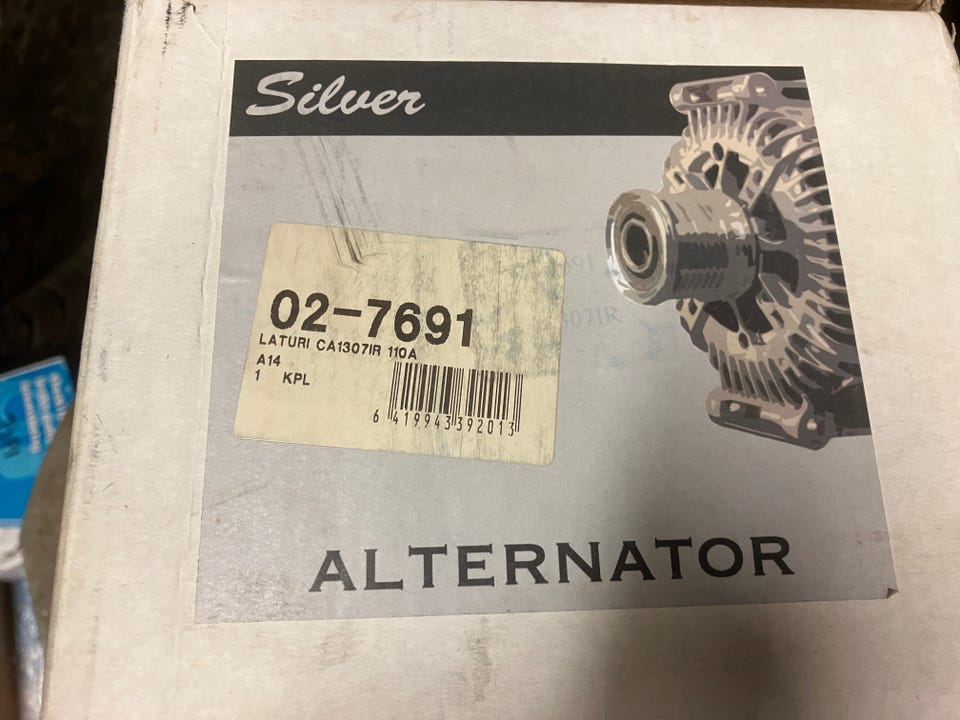 Silver
02-7691
LATURI CA1307IR 110A
A14
1 KPL
6 419943 392013
ALTERNATOR